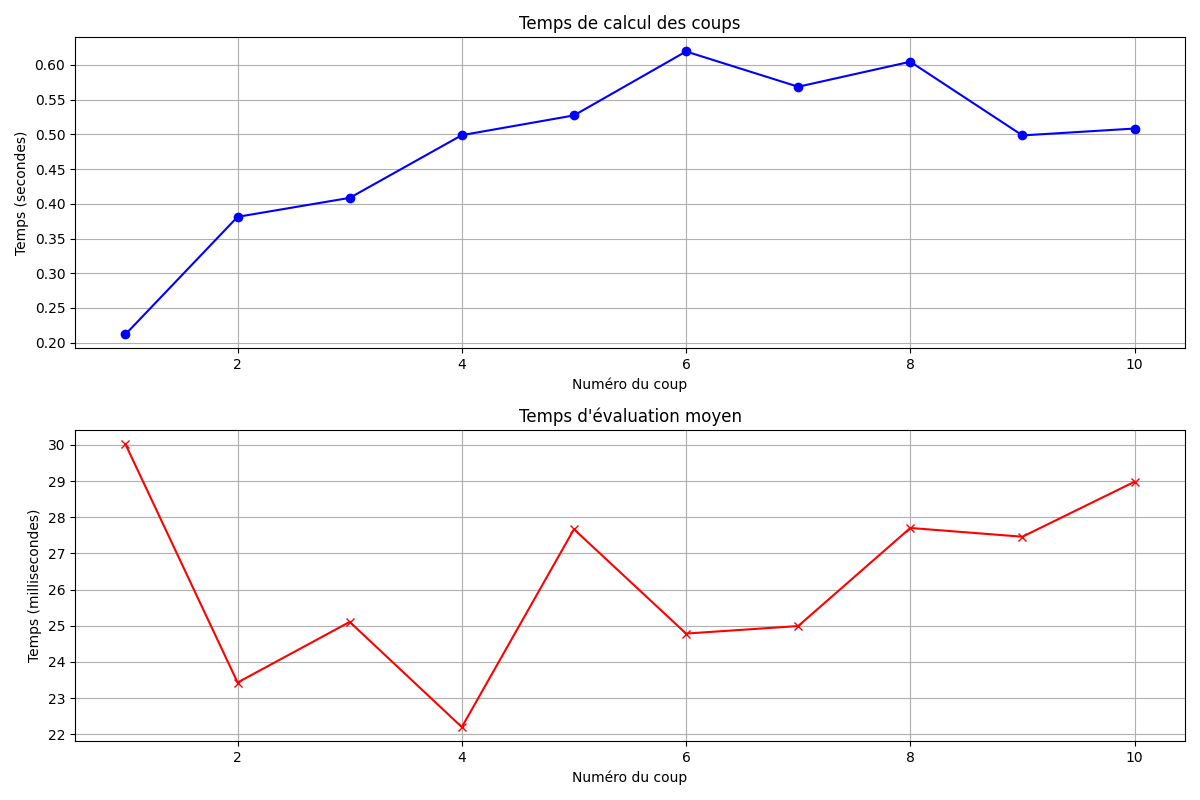 Temps de calcul des coups
Temps (secondes)
0.60
0.55
0.50
0.45
0.40
0.35
0.30
0.25
0.20
2 4 6 8 10
Numéro du coup
Temps d'évaluation moyen
Temps (millisecondes)
30
29
28
27
26
25
24
23
22
2 4 6 8 10
Numéro du coup